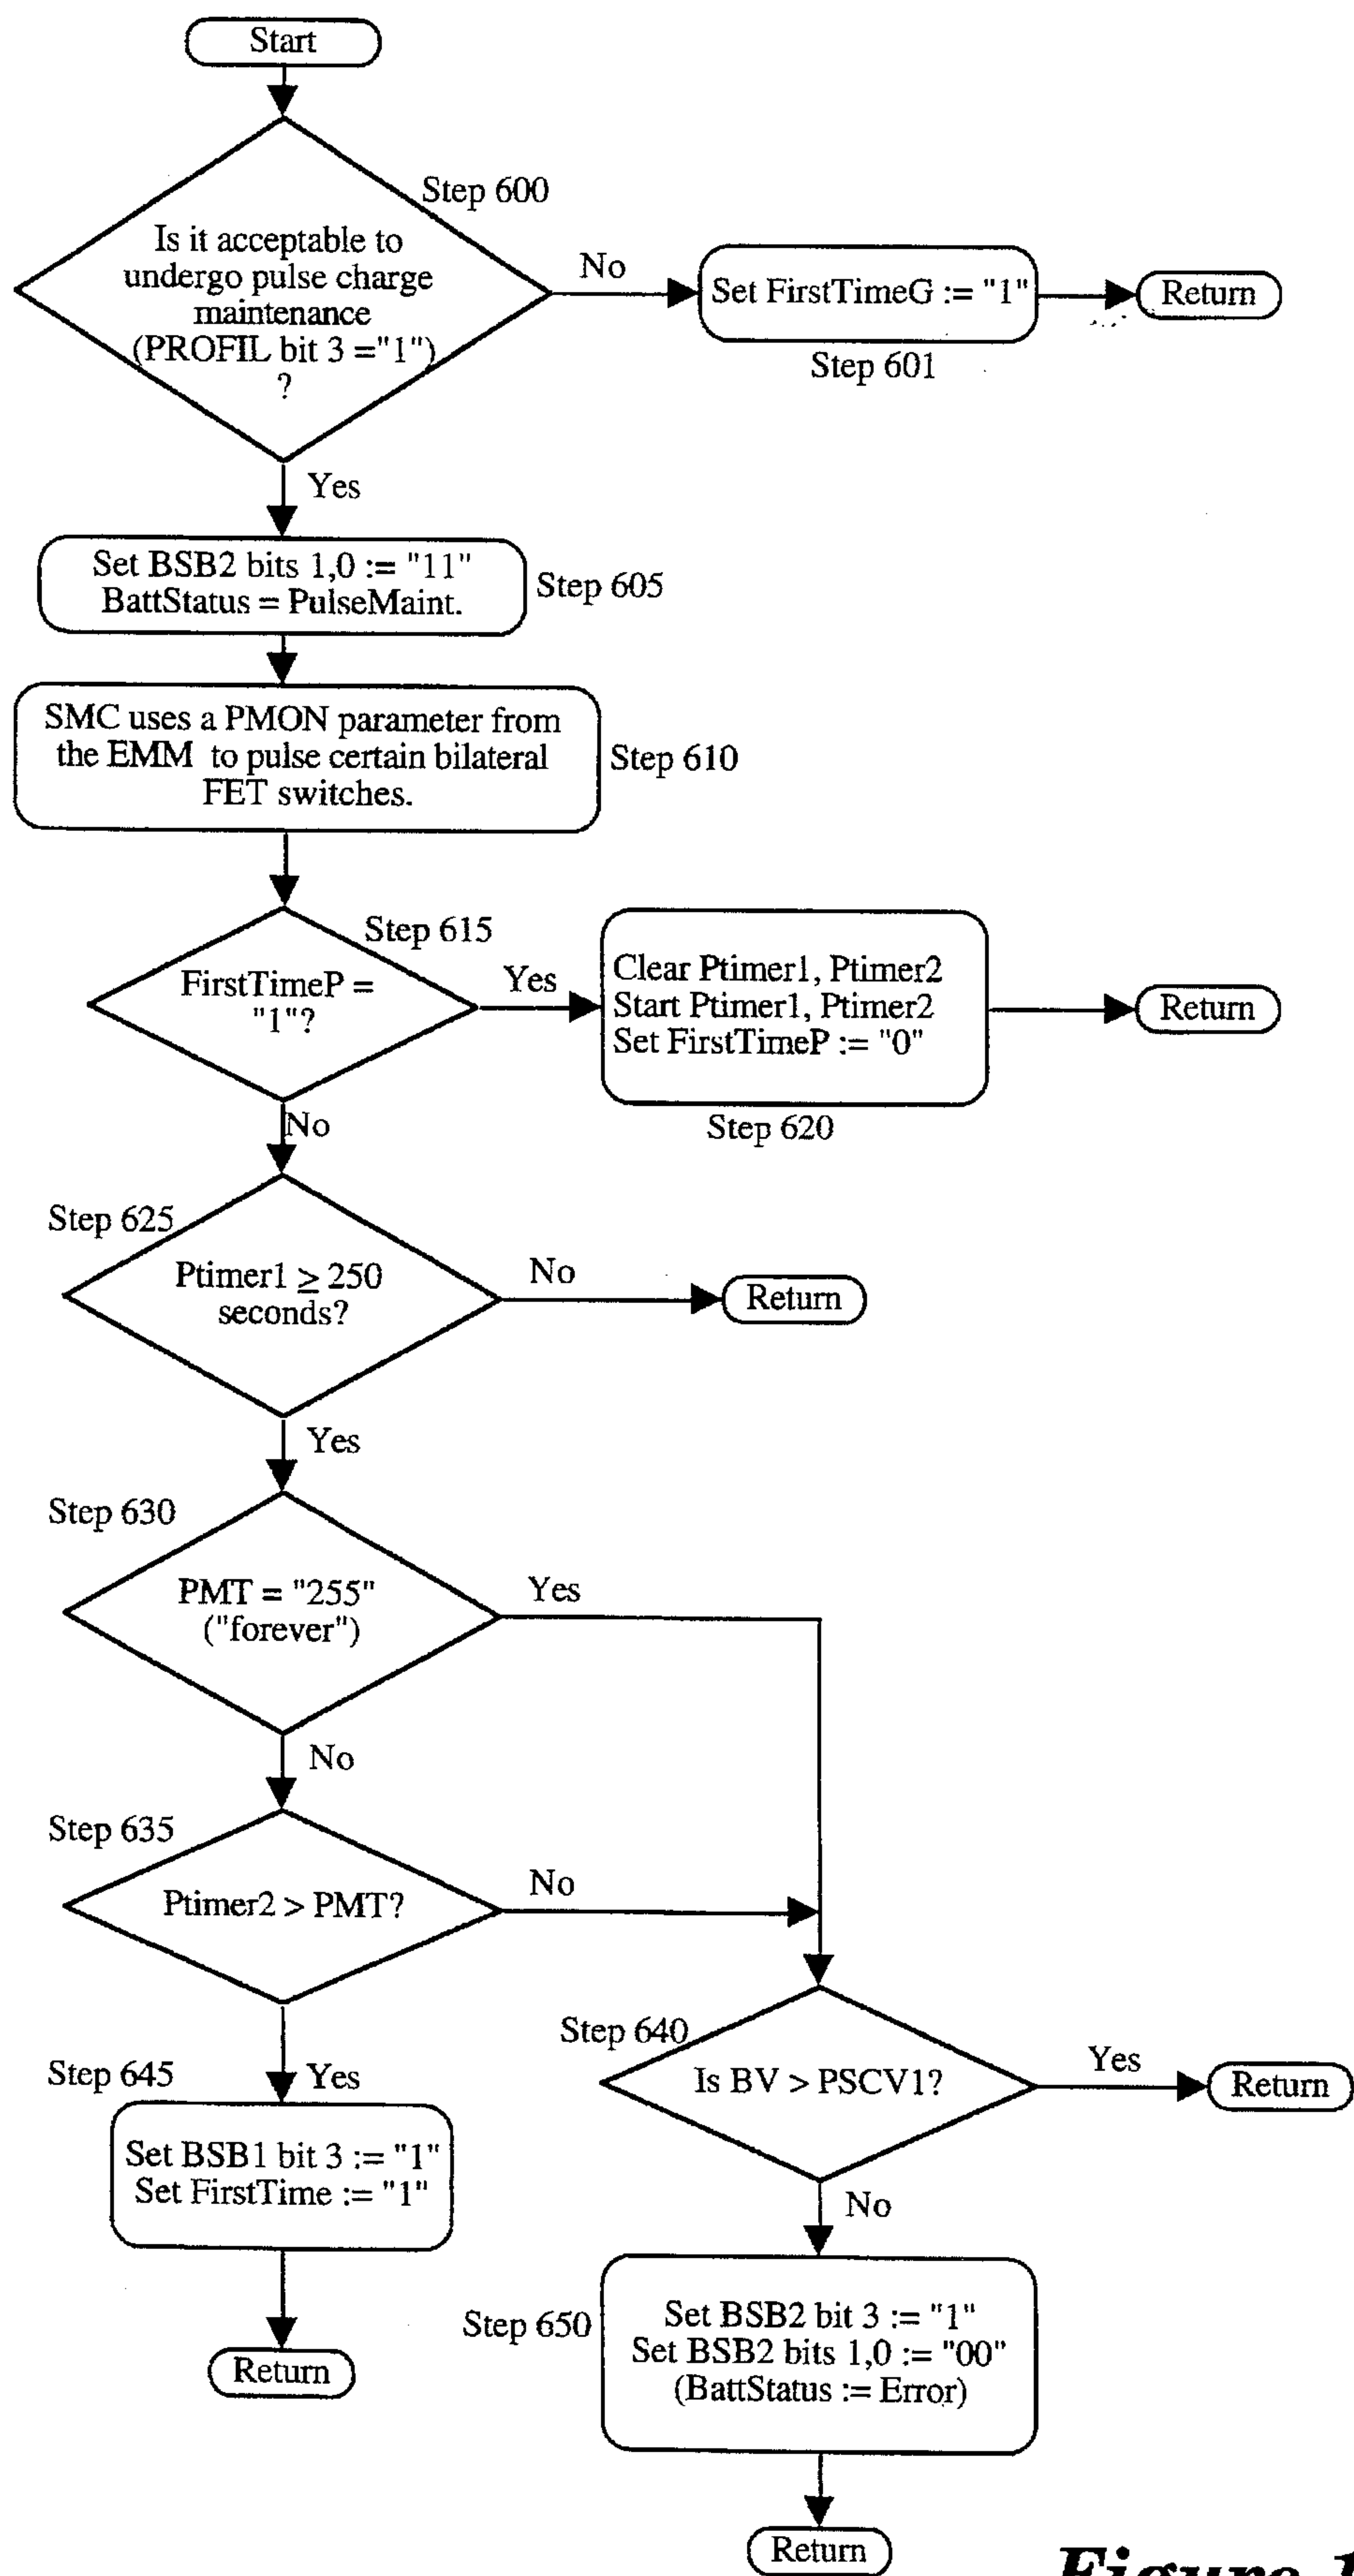 Start
Step 600
Is it acceptable to
undergo pulse charge
maintenance
(PROFIL bit 3 ="1")
?
No
Set FirstTimeG := "1"
Return
Step 601
Yes
Set BSB2 bits 1,0 := "11"
BattStatus = PulseMaint.
Step 605
SMC uses a PMON parameter from
the EMM to pulse certain bilateral
FET switches.
Step 610
Step 615
FirstTimeP =
"1"?
Yes
Clear Ptimer1, Ptimer2
Start Ptimer1, Ptimer2
Set FirstTimeP := "0"
Return
Step 620
No
Step 625
Ptimer1 ≥ 250
seconds?
No
Return
Yes
Step 630
PMT = "255"
("forever")
Yes
No
Step 635
Ptimer2 > PMT?
No
Step 640
Is BV > PSCV1?
Yes
Return
Step 645
Yes
Set BSB1 bit 3 := "1"
Set FirstTime := "1"
No
Step 650
Set BSB2 bit 3 := "1"
Set BSB2 bits 1,0 := "00"
(BattStatus := Error)
Return
Return
Figure